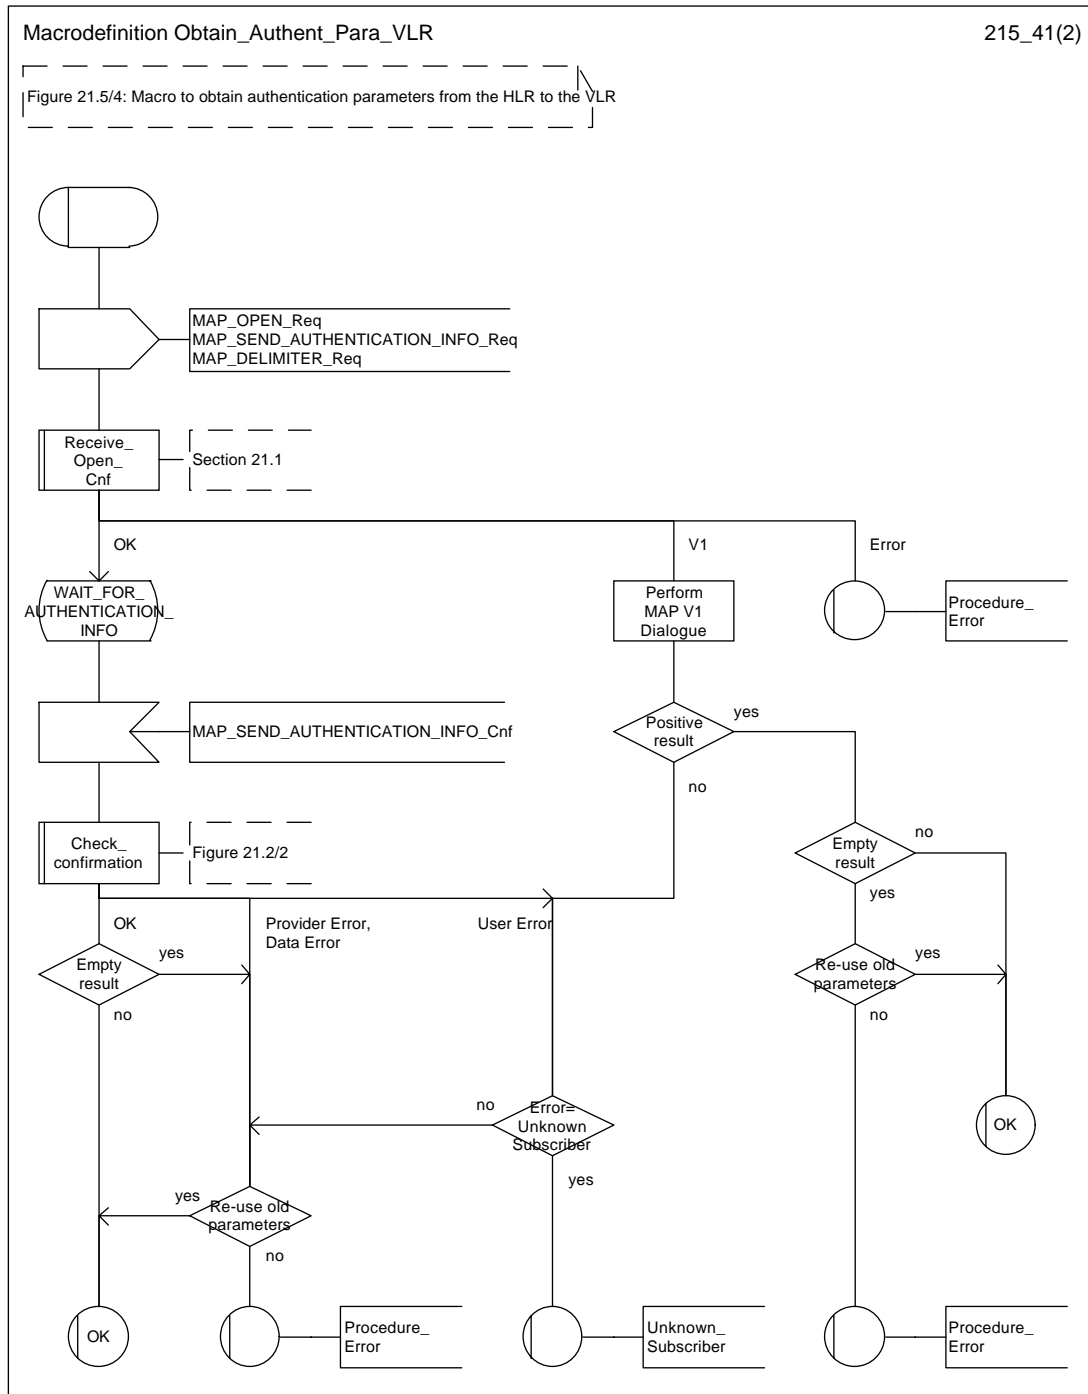 Macrodefinition Obtain_Authent_Para_VLR
215_41(2)
Figure 21.5/4: Macro to obtain authentication parameters from the HLR to the VLR
MAP_OPEN_Req
MAP_SEND_AUTHENTICATION_INFO_Req
MAP_DELIMITER_Req
Receive_
Open_
Cnf
Section 21.1
OK
V1
Error
WAIT_FOR_
AUTHENTICATION_
INFO
Perform
MAP V1
Dialogue
Procedure_
Error
MAP_SEND_AUTHENTICATION_INFO_Cnf
Positive
result
yes
no
Check_
confirmation
Figure 21.2/2
Empty
result
no
yes
OK
Provider Error,
Data Error
User Error
Empty
result
yes
no
Re-use old
parameters
yes
no
no
Error=
Unknown
Subscriber
yes
OK
yes
Re-use old
parameters
no
OK
Procedure_
Error
Unknown_
Subscriber
Procedure_
Error